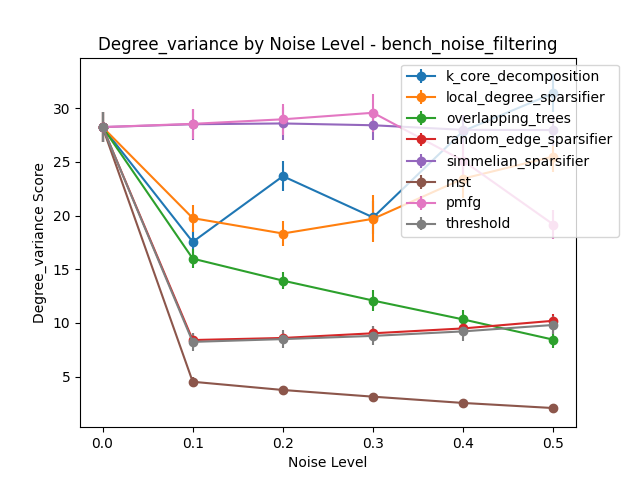 Degree_variance by Noise Level - bench_noise_filtering
k_core_decomposition
local_degree_sparsifier
overlapping_trees
random_edge_sparsifier
simmelian_sparsifier
mst
pmfg
threshold
Degree_variance Score
30
25
20
15
10
5
0.0 0.1 0.2 0.3 0.4 0.5
Noise Level